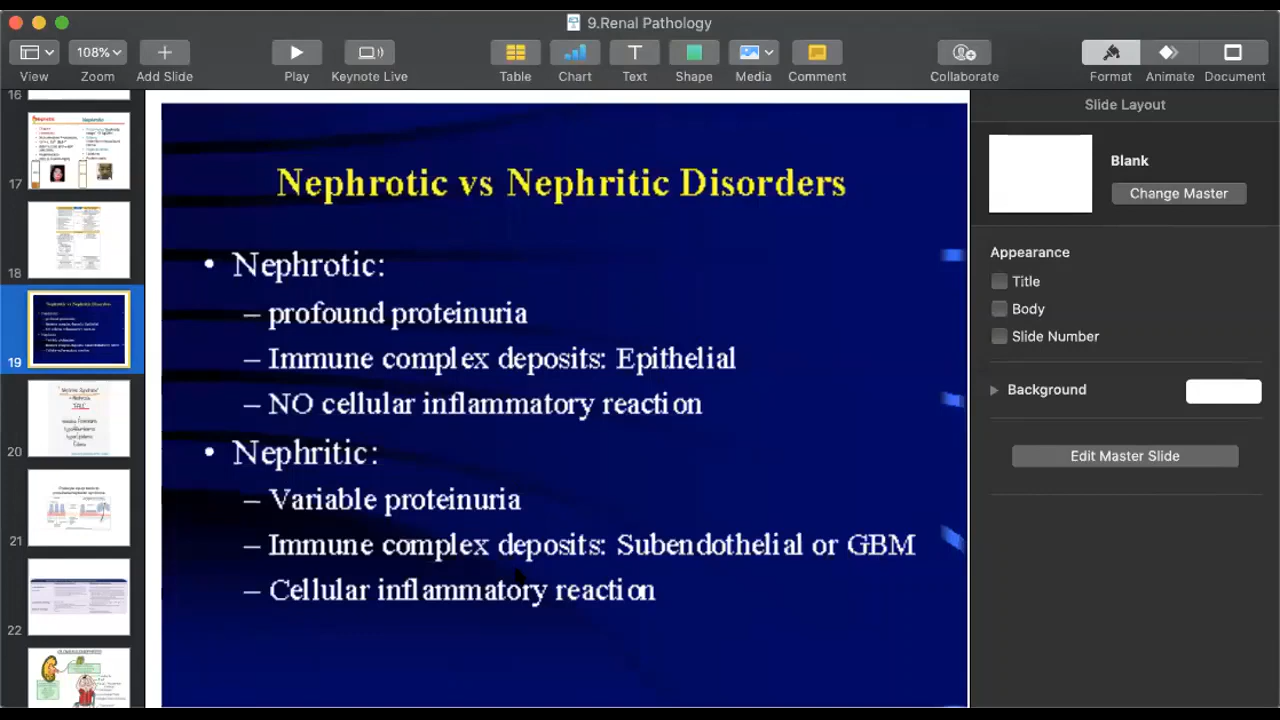 9.Renal Pathology
108%
View
Zoom
Add Slide
Play
Keynote Live
Table
Chart
Text
Shape
Media
Comment
Collaborate
Format
Animate
Document
16
17
18
19
20
21
22
Nephrotic vs Nephritic Disorders
• Nephrotic:
– profound proteinuria
– Immune complex deposits: Epithelial
– NO cellular inflammatory reaction
• Nephritic:
– Variable proteinuria
– Immune complex deposits: Subendothelial or GBM
– Cellular inflammatory reaction
Slide Layout
Blank
Change Master
Appearance
Title
Body
Slide Number
Background
Edit Master Slide